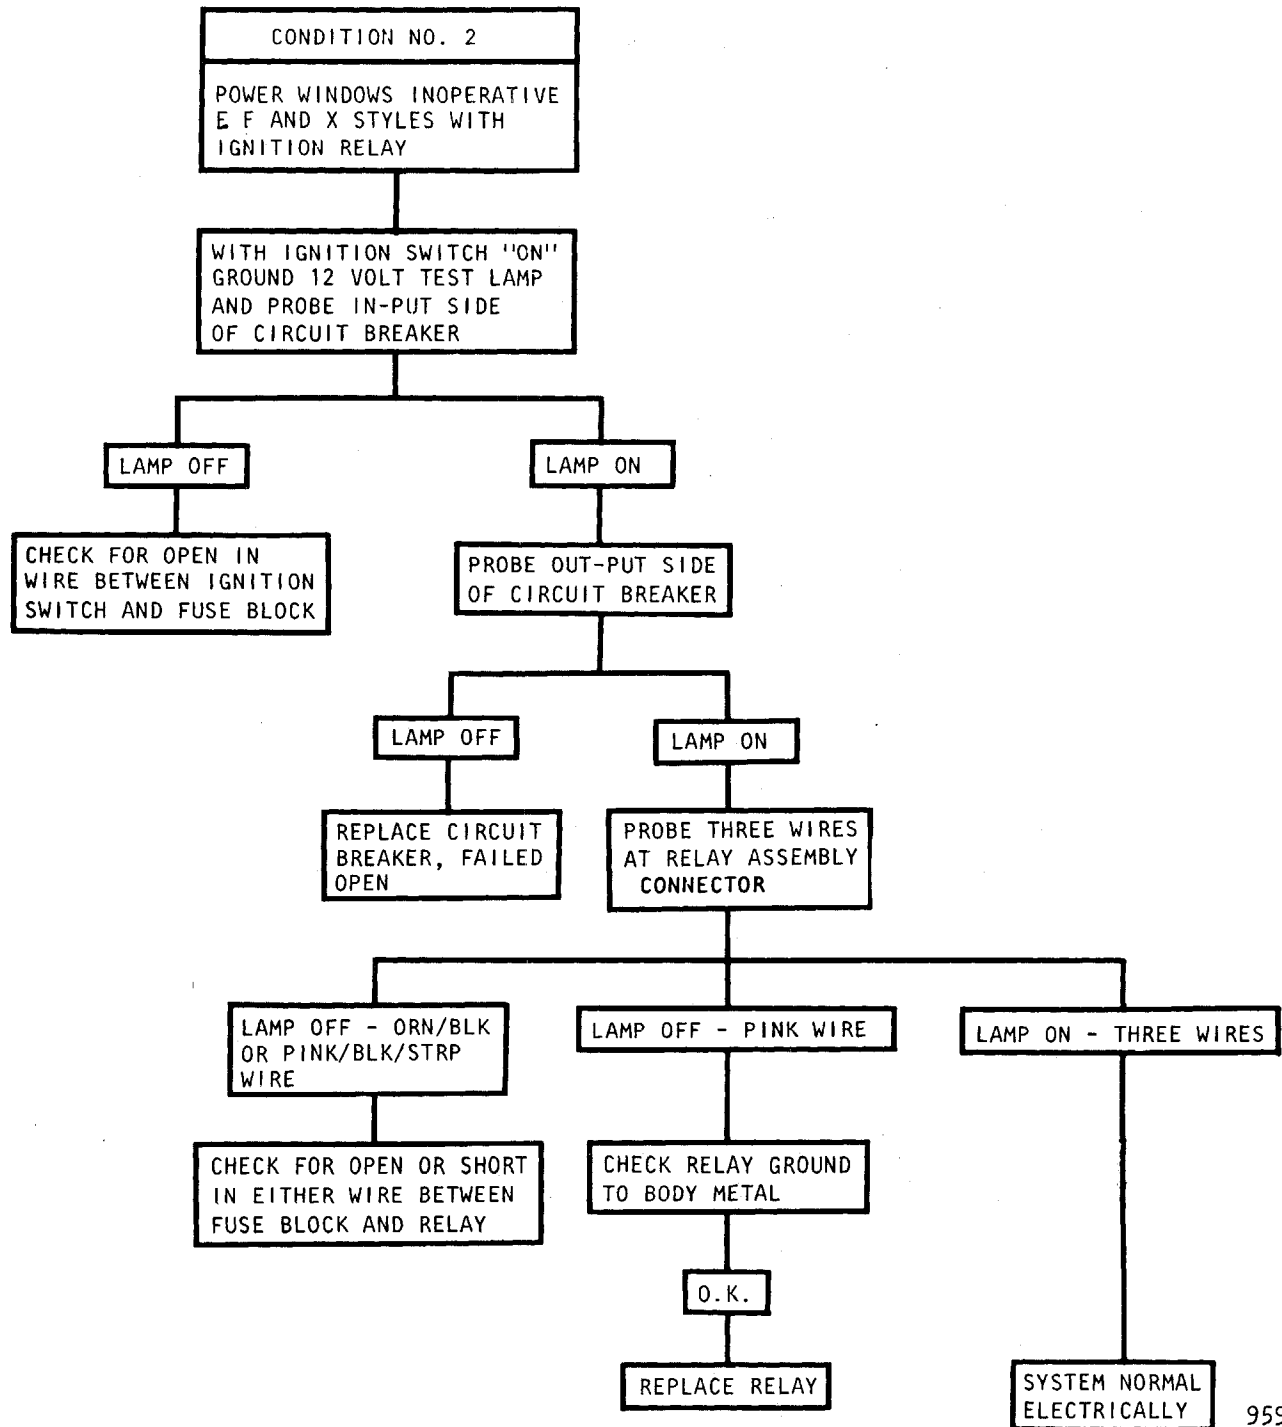 CONDITION NO. 2
POWER WINDOWS INOPERATIVE
E F AND X STYLES WITH
IGNITION RELAY
WITH IGNITION SWITCH "ON"
GROUND 12 VOLT TEST LAMP
AND PROBE IN-PUT SIDE
OF CIRCUIT BREAKER
LAMP OFF
LAMP ON
CHECK FOR OPEN IN
WIRE BETWEEN IGNITION
SWITCH AND FUSE BLOCK
PROBE OUT-PUT SIDE
OF CIRCUIT BREAKER
LAMP OFF
LAMP ON
REPLACE CIRCUIT
BREAKER, FAILED
OPEN
PROBE THREE WIRES
AT RELAY ASSEMBLY
CONNECTOR
LAMP OFF - ORN/BLK
OR PINK/BLK/STRP
WIRE
LAMP OFF - PINK WIRE
LAMP ON - THREE WIRES
CHECK FOR OPEN OR SHORT
IN EITHER WIRE BETWEEN
FUSE BLOCK AND RELAY
CHECK RELAY GROUND
TO BODY METAL
O.K.
REPLACE RELAY
SYSTEM NORMAL
ELECTRICALLY